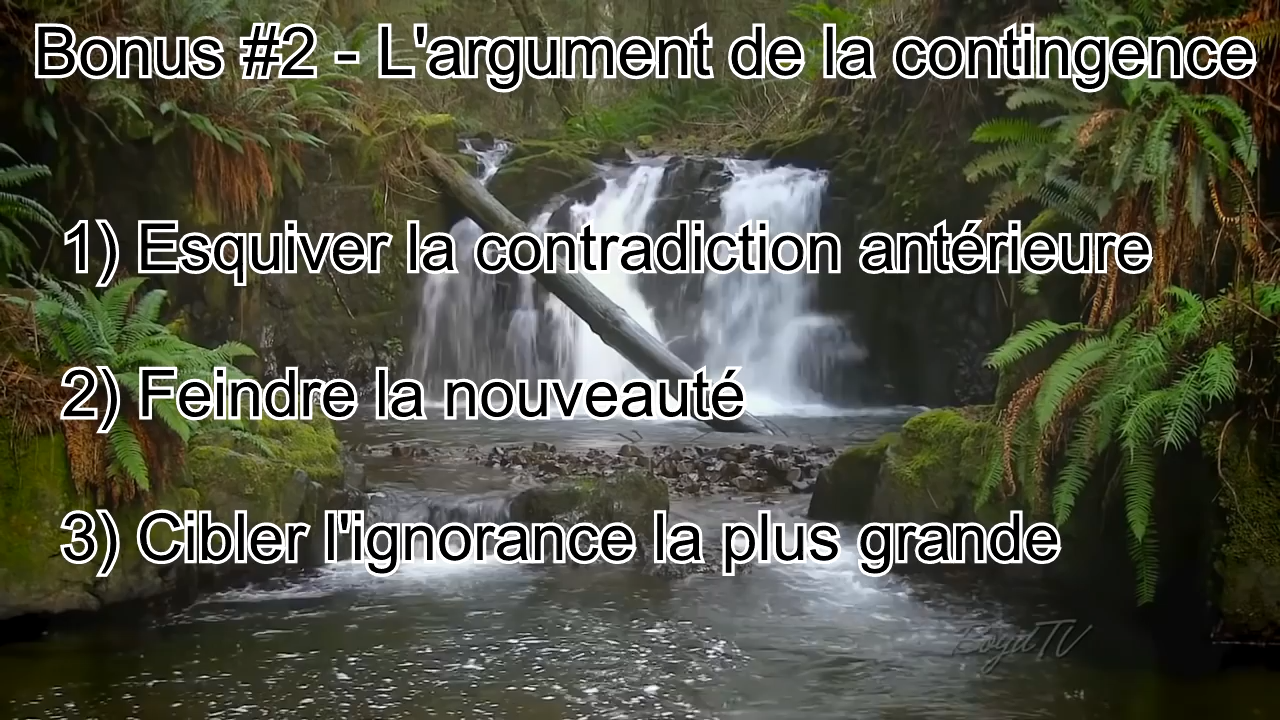 Bonus #2 - L'argument de la contingence
1) Esquiver la contradiction antérieure
2) Feindre la nouveauté
3) Cibler l'ignorance la plus grande
BoydTV